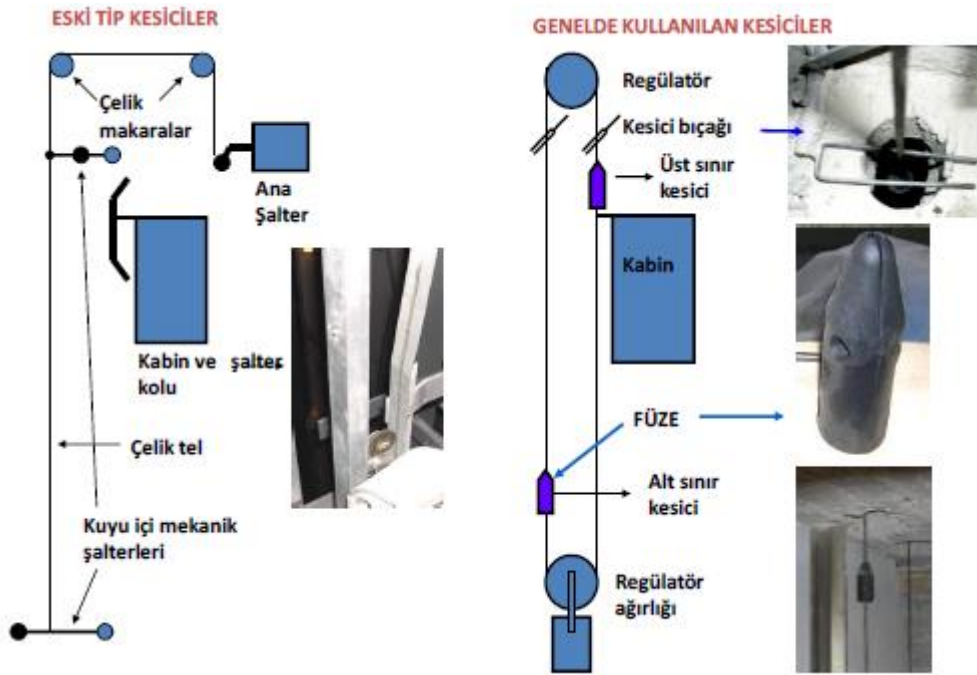 ESKİ TİP KESİCİLER
Çelik
makaralar
Ana
Şalter
Kabin ve şalter
kolu
Çelik tel
Kuyu içi mekanik
şalterleri
GENELDE KULLANILAN KESİCİLER
Regülatör
Kesici bıçağı
Üst sınır
kesici
Kabin
FÜZE
Alt sınır
kesici
Regülatör
ağırlığı